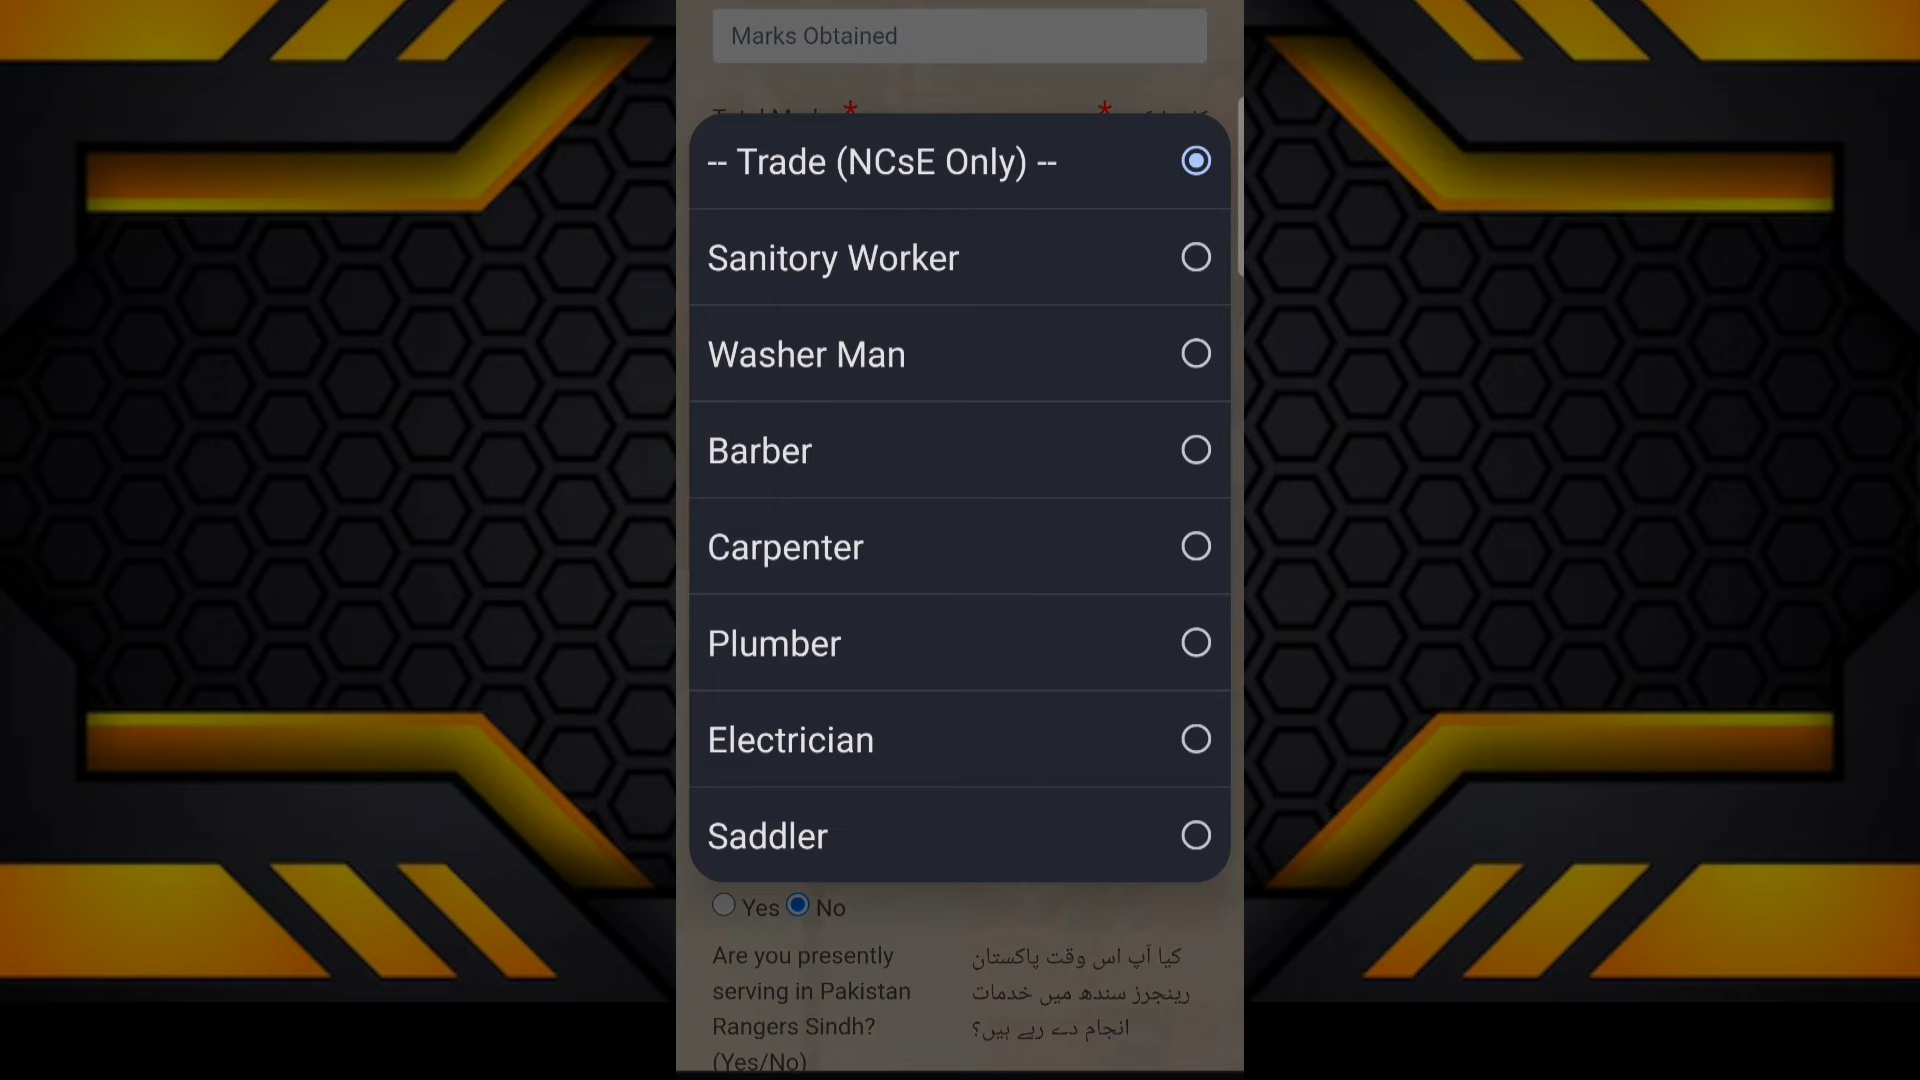 Marks Obtained
-- Trade (NCsE Only) --
Sanitory Worker
Washer Man
Barber
Carpenter
Plumber
Electrician
Saddler
Yes No
Are you presently
serving in Pakistan
Rangers Sindh?
(Yes/No)
کیا آپ اس وقت پاکستان
رینجرز سندھ میں خدمات
انجام دے رہے ہیں؟